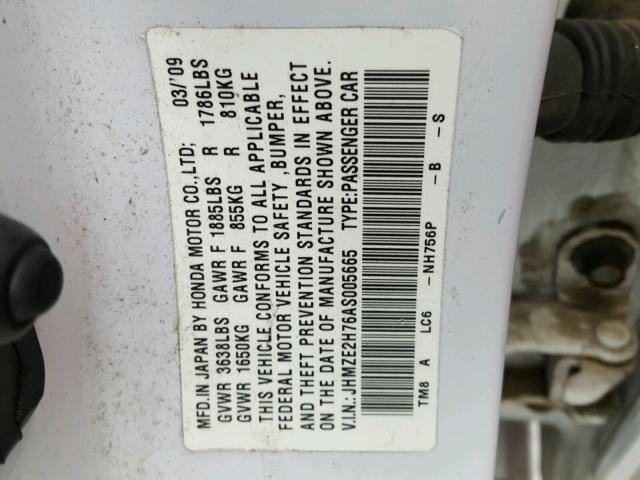 MFD.IN JAPAN BY HONDA MOTOR CO.,LTD; 03/'09
GVWR 3638LBS GAWR F 1885LBS R 1786LBS
GVWR 1650KG GAWR F 855KG R 810KG
THIS VEHICLE CONFORMS TO ALL APPLICABLE
FEDERAL MOTOR VEHICLE SAFETY ,BUMPER,
AND THEFT PREVENTION STANDARDS IN EFFECT
ON THE DATE OF MANUFACTURE SHOWN ABOVE.
V.I.N.:JHMZE2H76AS005665 TYPE:PASSENGER CAR
TM8 A LC6 -NH756P -B -S